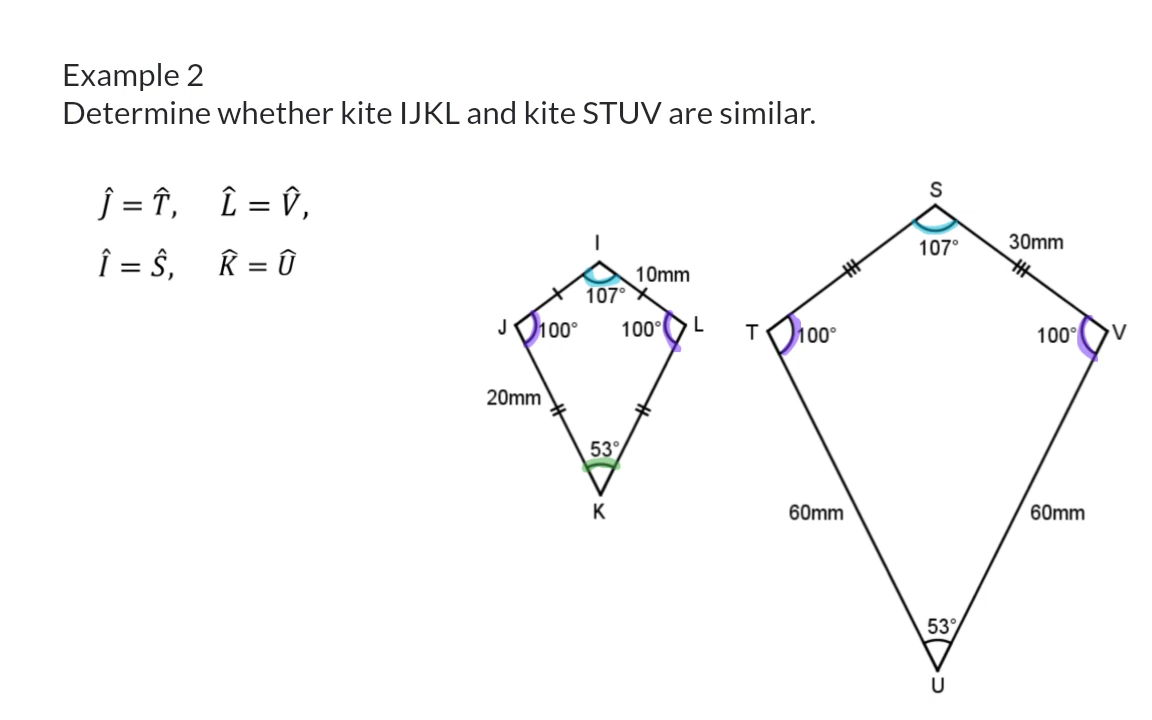 Example 2
Determine whether kite IJKL and kite STUV are similar.
Ĵ = T̂, L̂ = V̂,
Î = Ŝ, K̂ = Û
I
10mm
107°
J 100° 100° L
20mm
53°
K
S
107° 30mm
T 100° 100° V
60mm 60mm
53°
U